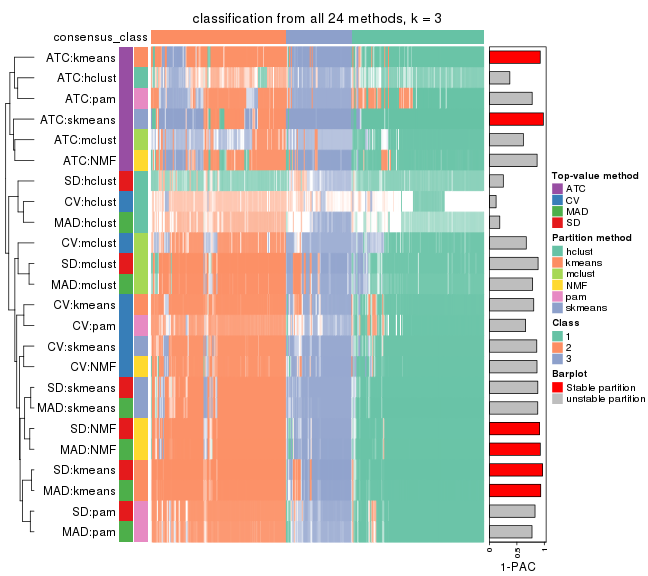 classification from all 24 methods, k = 3
consensus_class
ATC:kmeans
ATC:hclust
ATC:pam
ATC:skmeans
ATC:mclust
ATC:NMF
SD:hclust
CV:hclust
MAD:hclust
CV:mclust
SD:mclust
MAD:mclust
CV:kmeans
CV:pam
CV:skmeans
CV:NMF
SD:skmeans
MAD:skmeans
SD:NMF
MAD:NMF
SD:kmeans
MAD:kmeans
SD:pam
MAD:pam
0 0.5 1
1-PAC
Top-value method
ATC
CV
MAD
SD
Partition method
hclust
kmeans
mclust
NMF
pam
skmeans
Class
1
2
3
Barplot
Stable partition
unstable partition